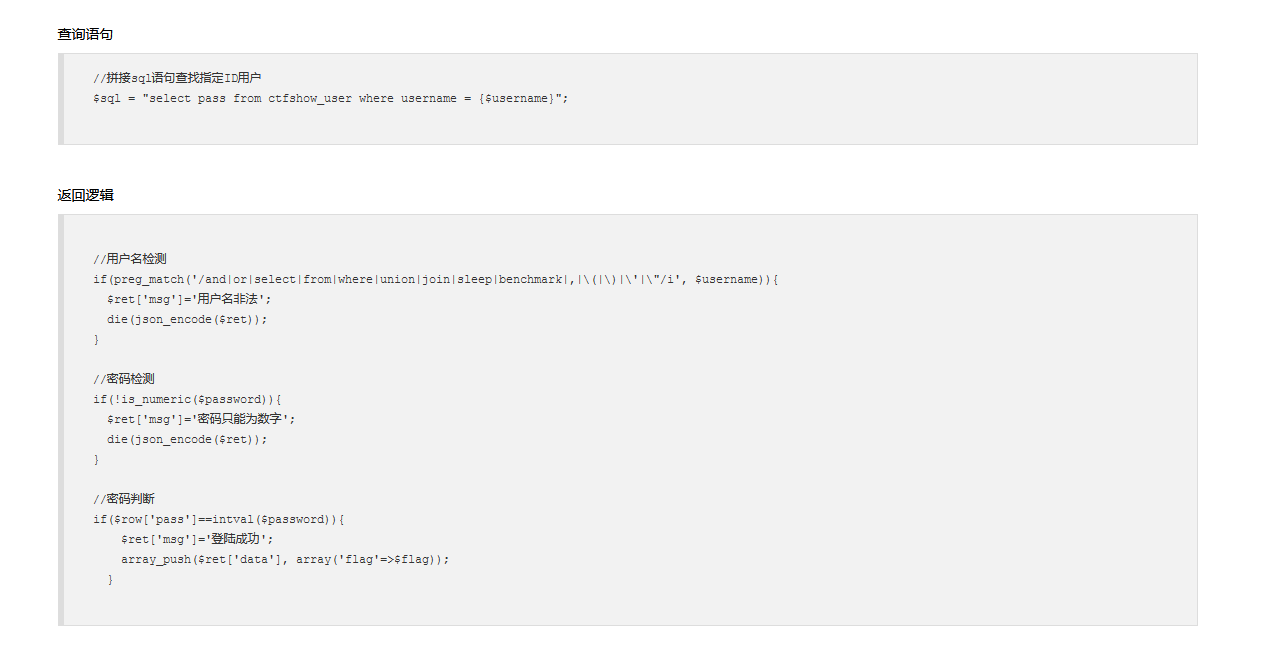 查询语句
//拼接sql语句查找指定ID用户
$sql = "select pass from ctfshow_user where username = {$username}";
返回逻辑
//用户名检测
if(preg_match('/and|or|select|from|where|union|join|sleep|benchmark|,|\(|\)|\'|\"/i', $username)){
  $ret['msg']='用户名非法';
  die(json_encode($ret));
}
//密码检测
if(!is_numeric($password)){
  $ret['msg']='密码只能为数字';
  die(json_encode($ret));
}
//密码判断
if($row['pass']==intval($password)){
    $ret['msg']='登陆成功';
    array_push($ret['data'], array('flag'=>$flag));
  }